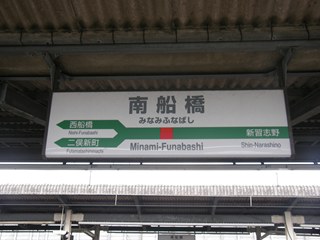 南船橋
みなみふなばし
西船橋
Nishi-Funabashi
二俣新町
Futamatashimmachi
新習志野
Minami-Funabashi
Shin-Narashino